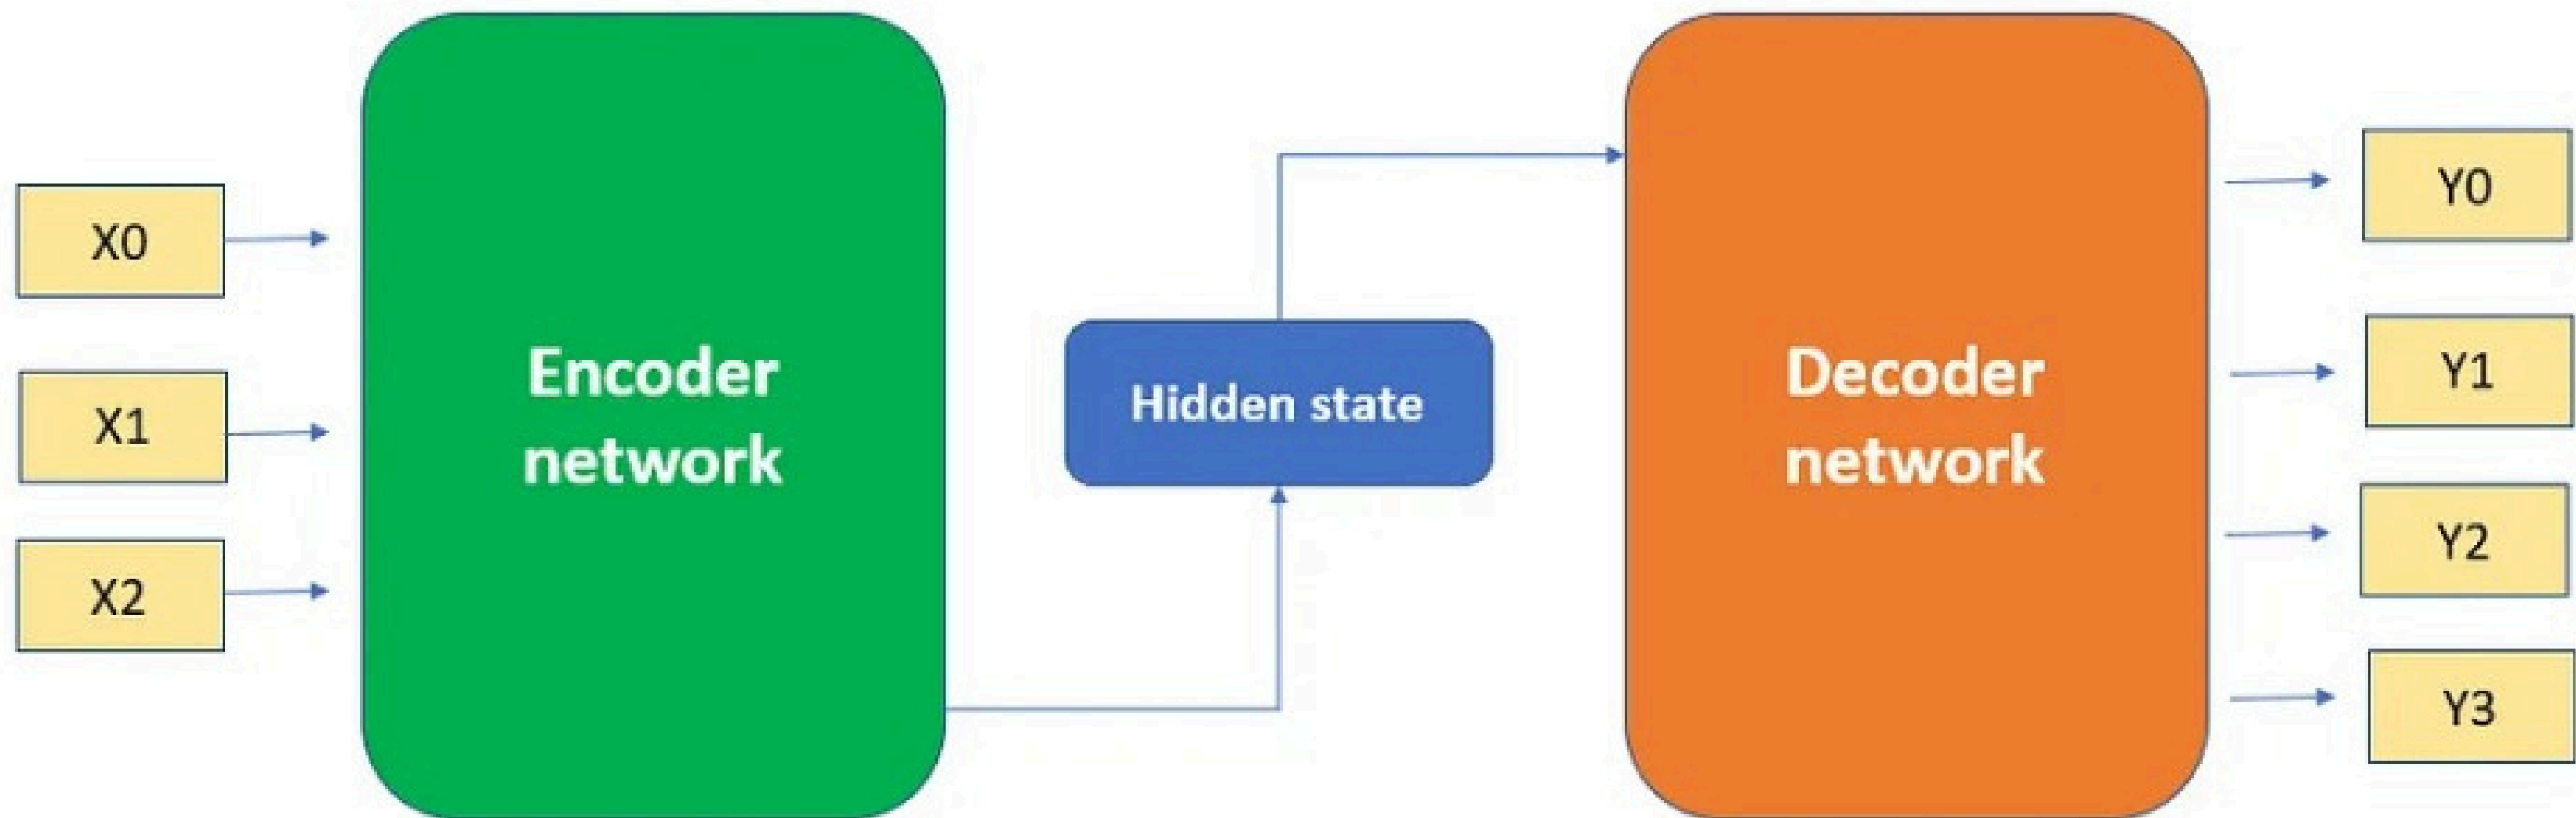 X0
X1
X2
Encoder
network
Hidden state
Decoder
network
Y0
Y1
Y2
Y3